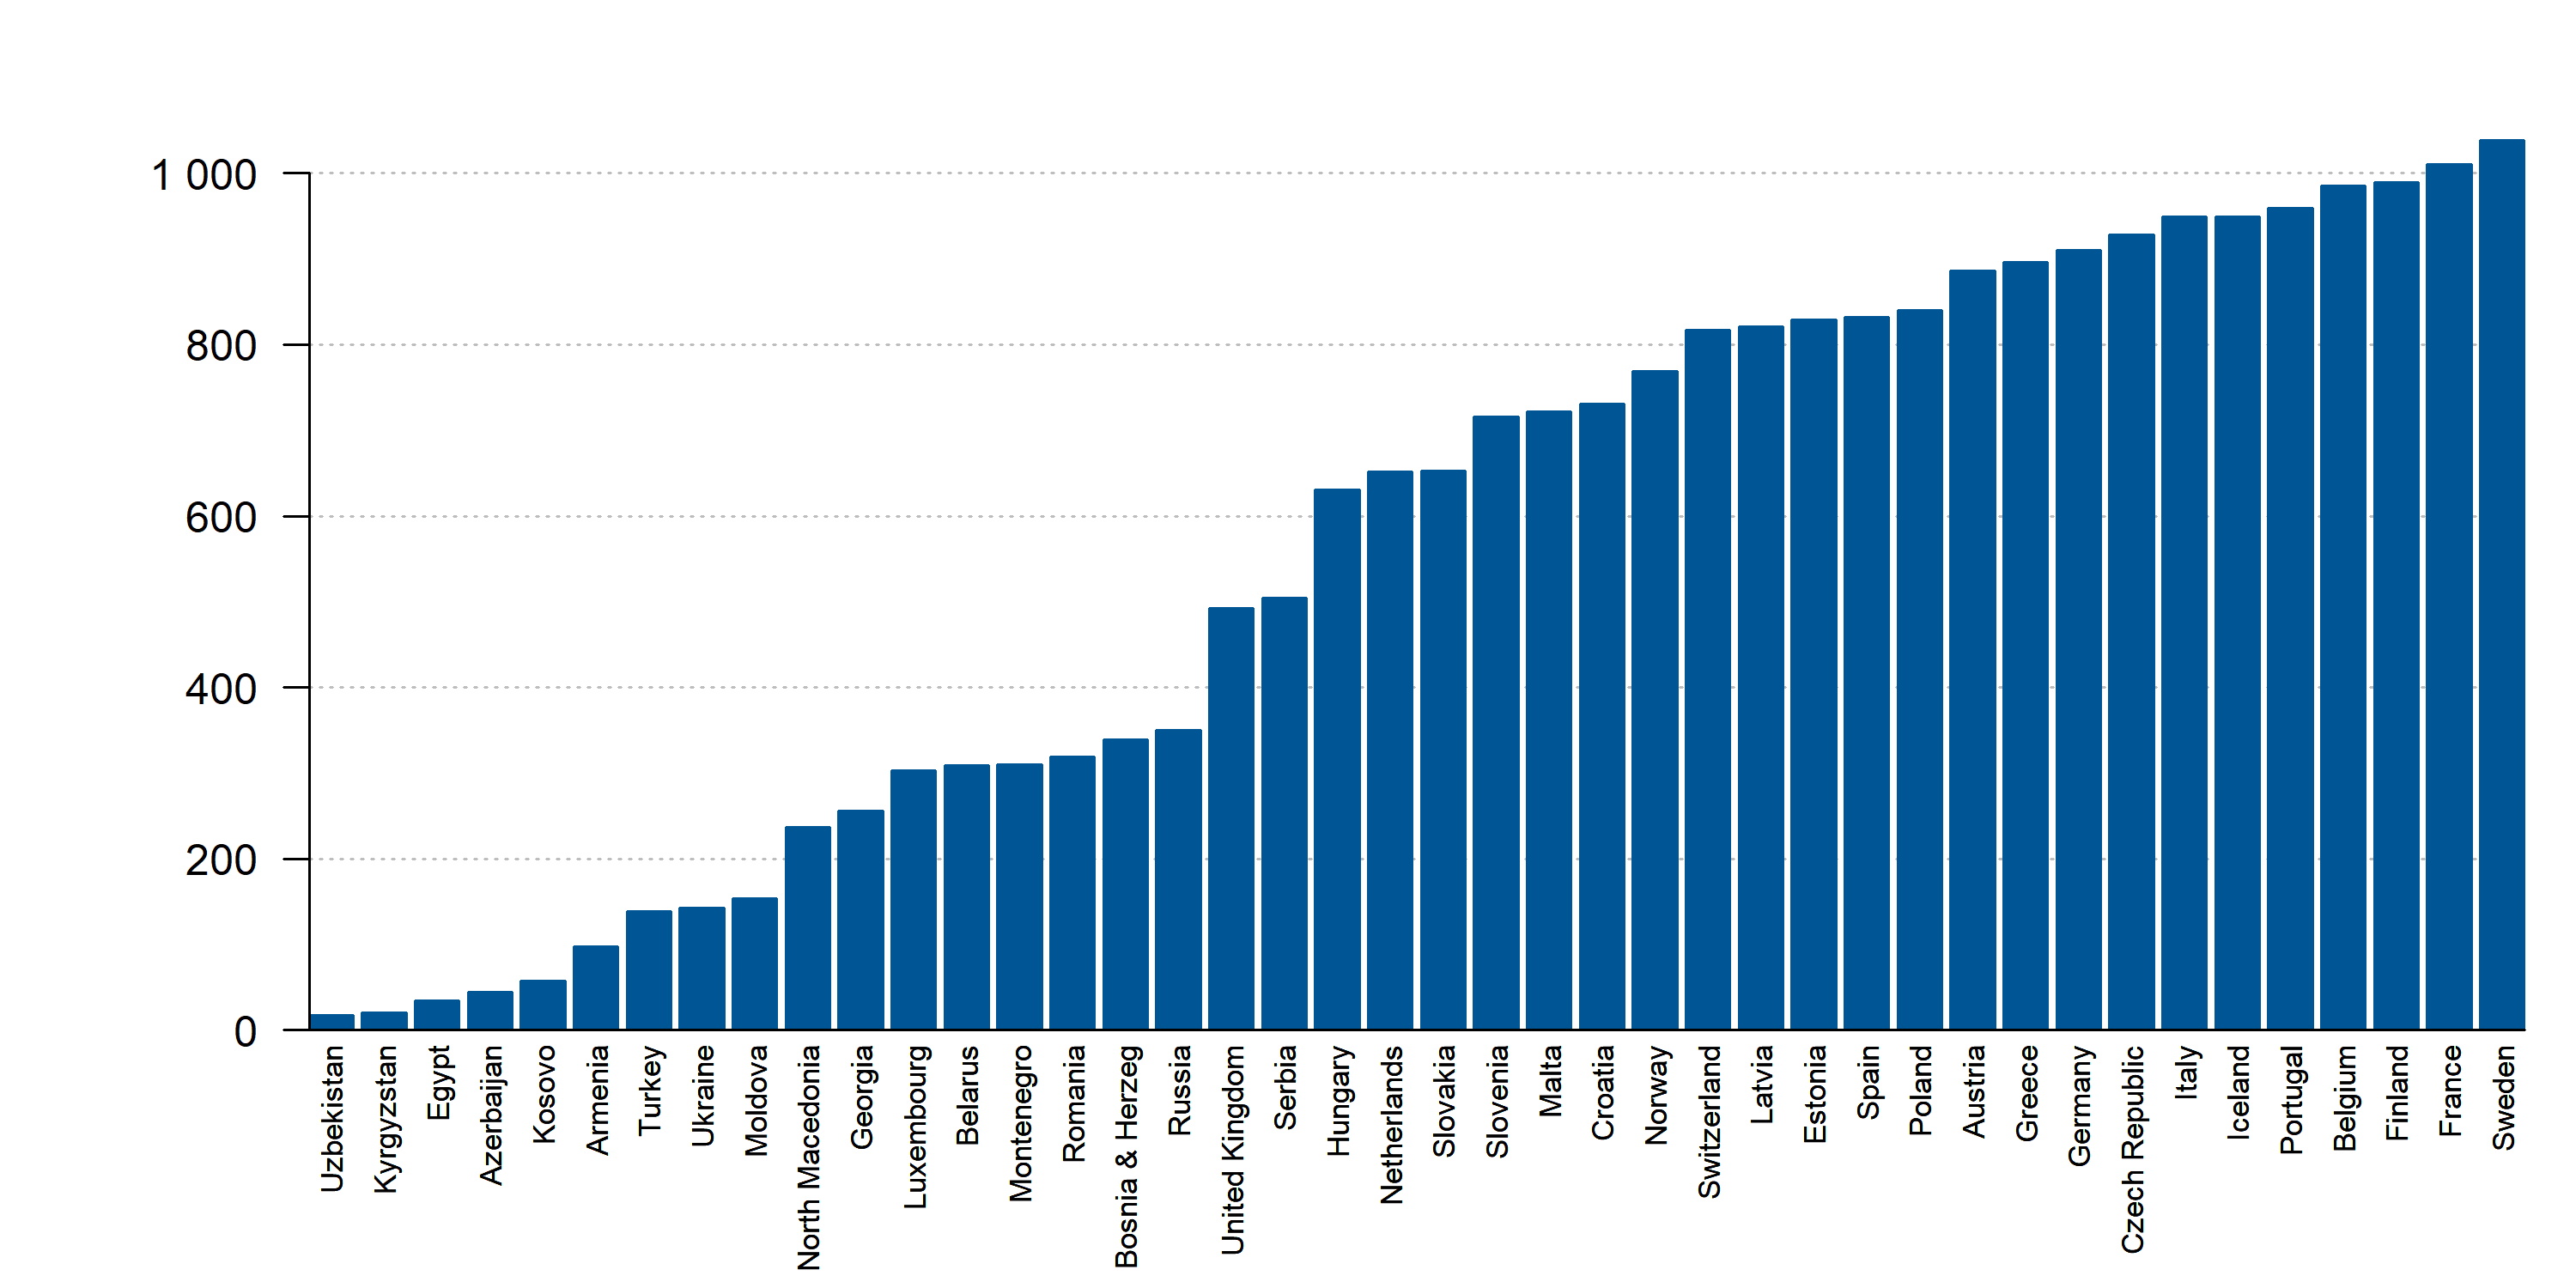 1 000
800
600
400
200
0
Uzbekistan
Kyrgyzstan
Egypt
Azerbaijan
Kosovo
Armenia
Turkey
Ukraine
Moldova
North Macedonia
Georgia
Luxembourg
Belarus
Montenegro
Romania
Bosnia & Herzeg
Russia
United Kingdom
Serbia
Hungary
Netherlands
Slovakia
Slovenia
Malta
Croatia
Norway
Switzerland
Latvia
Estonia
Spain
Poland
Austria
Greece
Germany
Czech Republic
Italy
Iceland
Portugal
Belgium
Finland
France
Sweden